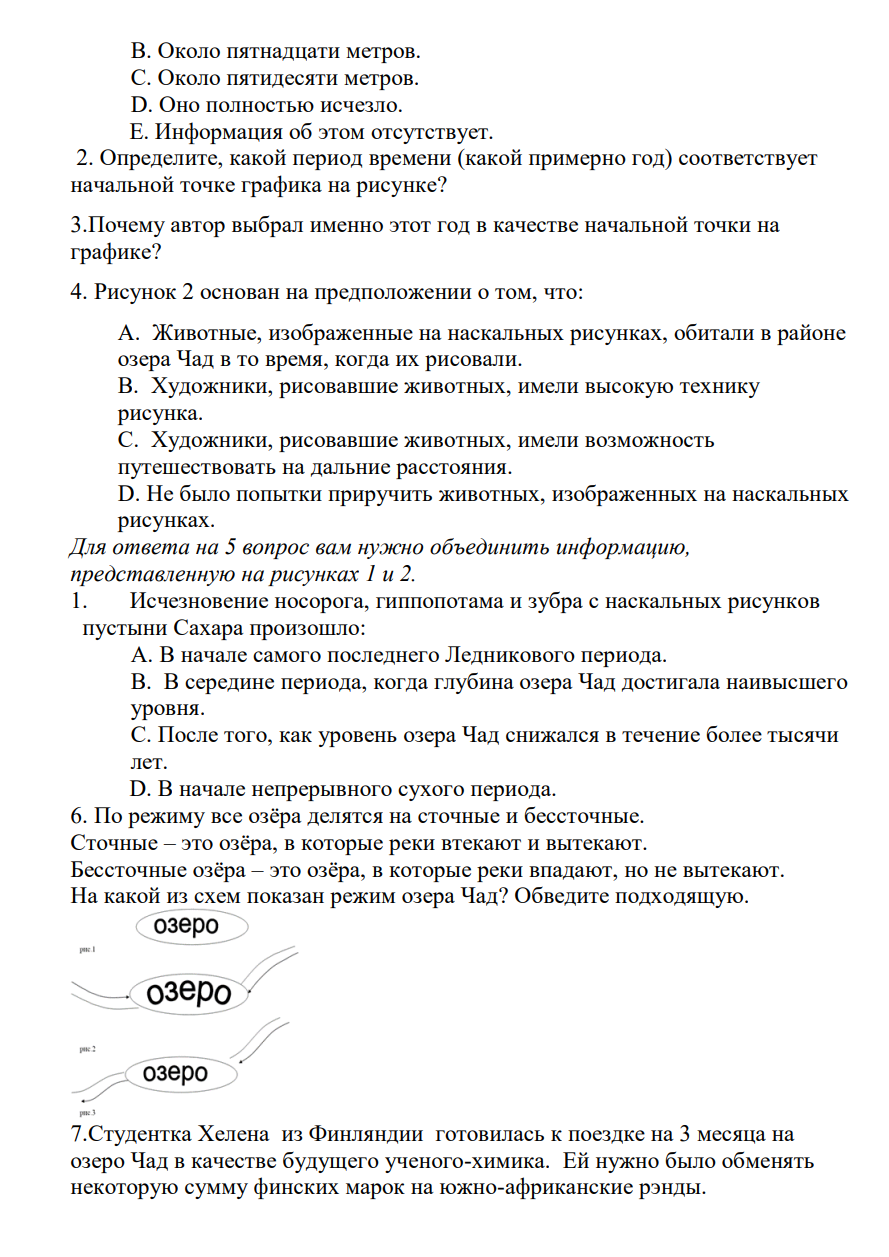 B. Около пятнадцати метров.
C. Около пятидесяти метров.
D. Оно полностью исчезло.
E. Информация об этом отсутствует.
2. Определите, какой период времени (какой примерно год) соответствует
начальной точке графика на рисунке?
3.Почему автор выбрал именно этот год в качестве начальной точки на
графике?
4. Рисунок 2 основан на предположении о том, что:
A. Животные, изображенные на наскальных рисунках, обитали в районе
озера Чад в то время, когда их рисовали.
B. Художники, рисовавшие животных, имели высокую технику
рисунка.
C. Художники, рисовавшие животных, имели возможность
путешествовать на дальние расстояния.
D. Не было попытки приручить животных, изображенных на наскальных
рисунках.
Для ответа на 5 вопрос вам нужно объединить информацию,
представленную на рисунках 1 и 2.
1. Исчезновение носорога, гиппопотама и зубра с наскальных рисунков
пустыни Сахара произошло:
A. В начале самого последнего Ледникового периода.
B. В середине периода, когда глубина озера Чад достигала наивысшего
уровня.
C. После того, как уровень озера Чад снижался в течение более тысячи
лет.
D. В начале непрерывного сухого периода.
6. По режиму все озёра делятся на сточные и бессточные.
Сточные – это озёра, в которые реки втекают и вытекают.
Бессточные озёра – это озёра, в которые реки впадают, но не вытекают.
На какой из схем показан режим озера Чад? Обведите подходящую.
озеро
рис.1
озеро
рис.2
озеро
рис.3
7.Студентка Хелена из Финляндии готовилась к поездке на 3 месяца на
озеро Чад в качестве будущего ученого-химика. Ей нужно было обменять
некоторую сумму финских марок на южно-африканские рэнды.